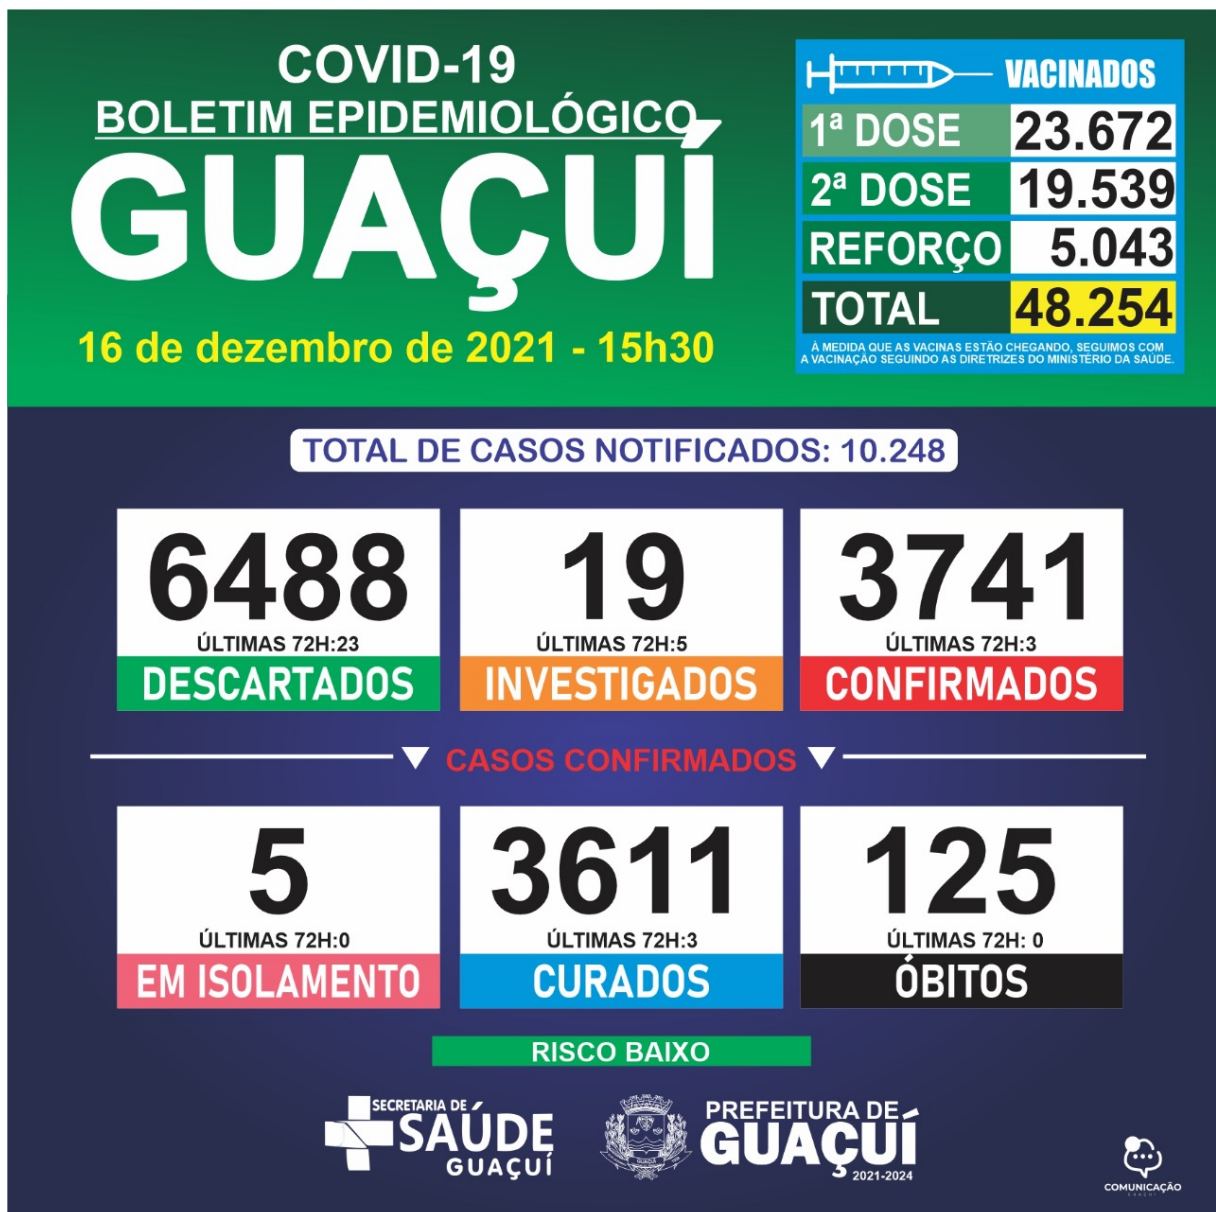 COVID-19
BOLETIM EPIDEMIOLÓGICO
GUAÇUÍ
16 de dezembro de 2021 - 15h30
VACINADOS
1ª DOSE 23.672
2ª DOSE 19.539
REFORÇO 5.043
TOTAL 48.254
À MEDIDA QUE AS VACINAS ESTÃO CHEGANDO, SEGUIMOS COM
A VACINAÇÃO SEGUINDO AS DIRETRIZES DO MINISTÉRIO DA SAÚDE.
TOTAL DE CASOS NOTIFICADOS: 10.248
6488
ÚLTIMAS 72H:23
DESCARTADOS
19
ÚLTIMAS 72H:5
INVESTIGADOS
3741
ÚLTIMAS 72H:3
CONFIRMADOS
CASOS CONFIRMADOS
5
ÚLTIMAS 72H:0
EM ISOLAMENTO
3611
ÚLTIMAS 72H:3
CURADOS
125
ÚLTIMAS 72H: 0
ÓBITOS
RISCO BAIXO
SECRETARIA DE
SAÚDE
GUAÇUÍ
GUAÇUÍ
PREFEITURA DE
GUAÇUÍ
2021-2024
COMUNICAÇÃO
GUAÇUÍ